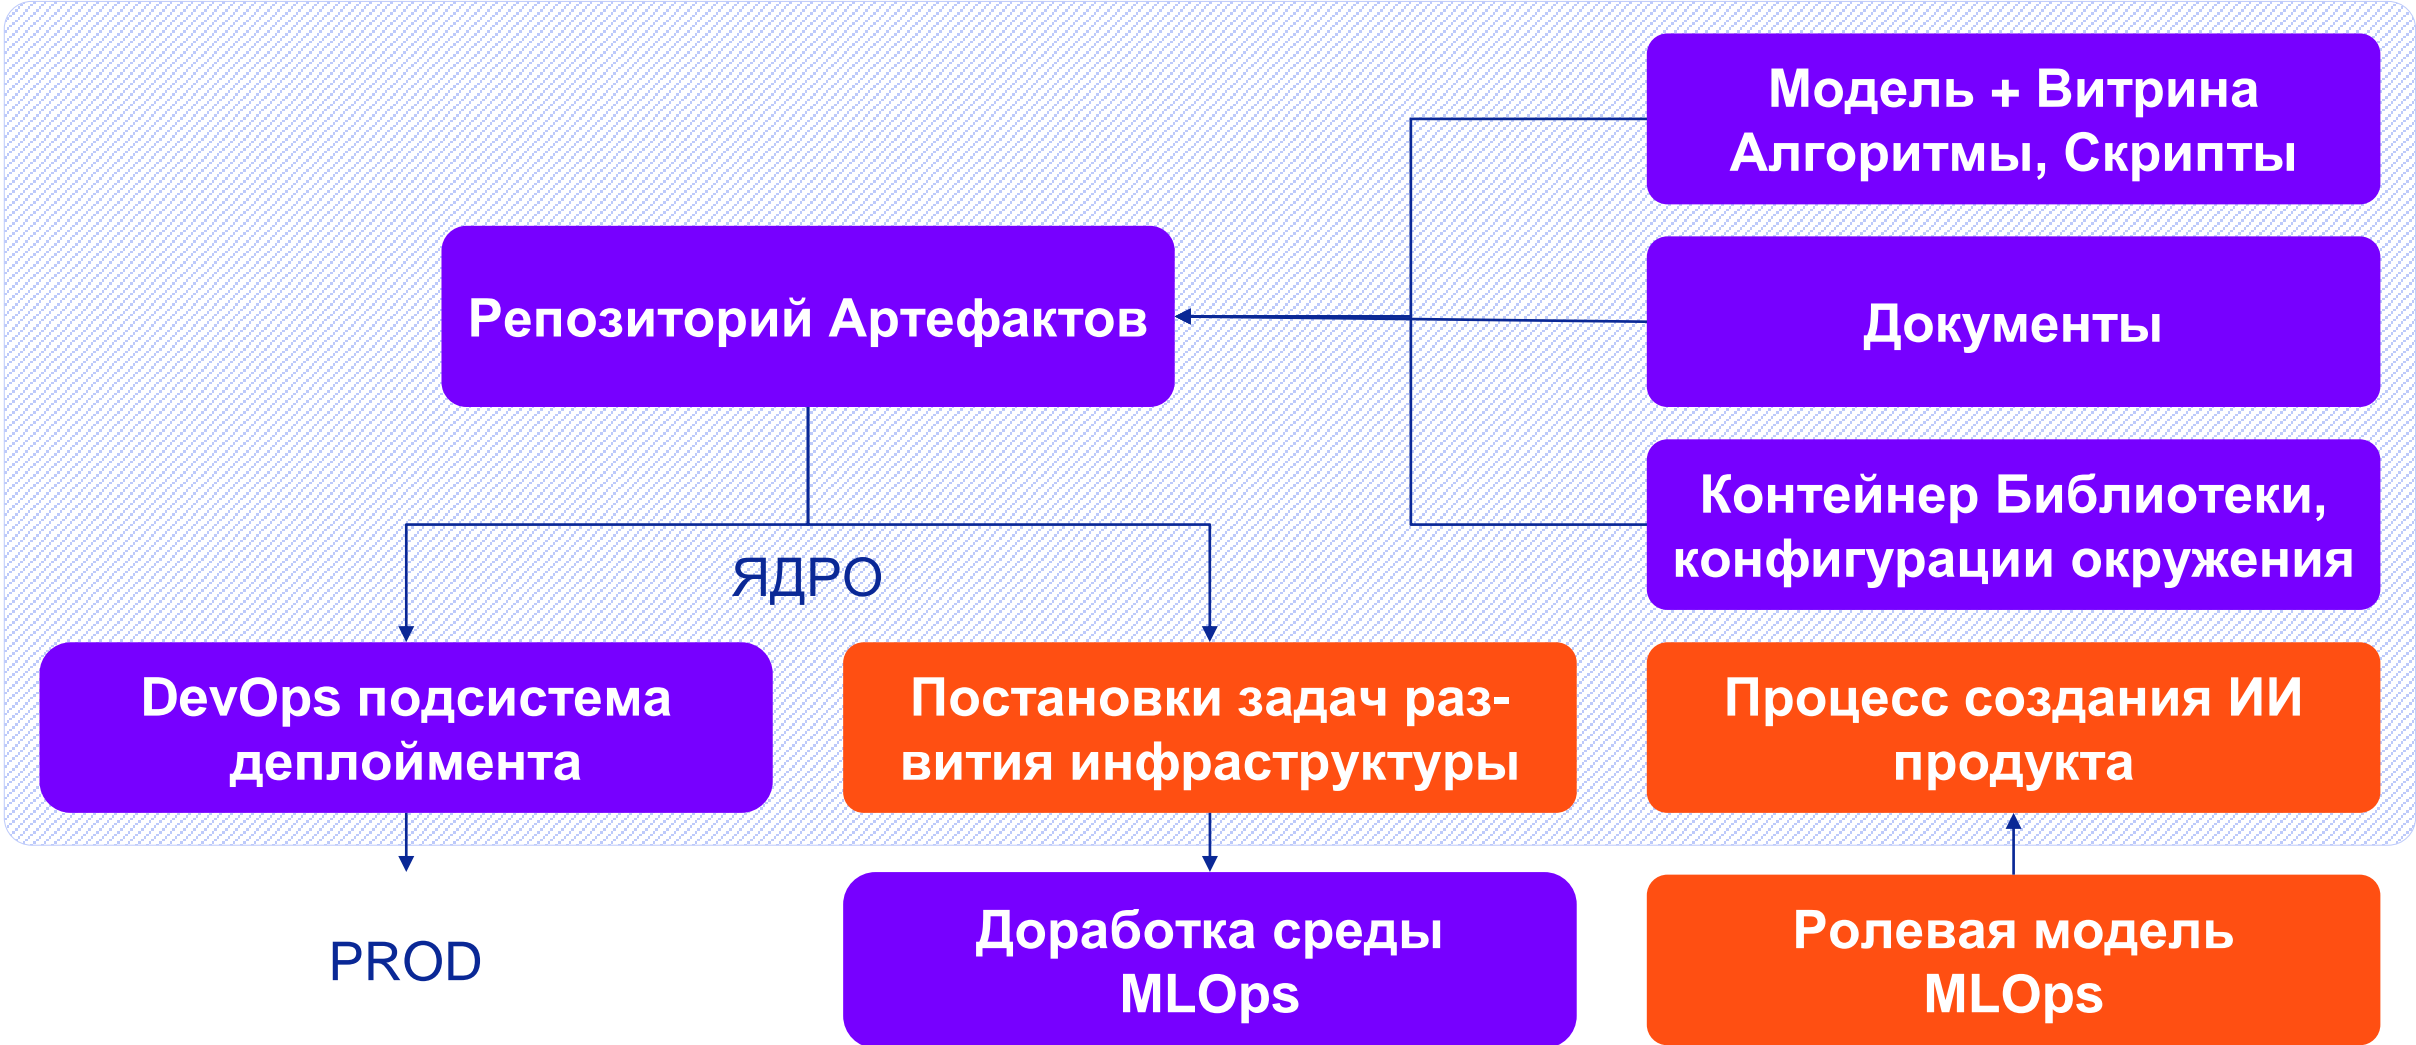 Модель + Витрина
Алгоритмы, Скрипты
Репозиторий Артефактов
Документы
Контейнер Библиотеки,
конфигурации окружения
ЯДРО
DevOps подсистема
деплоймента
Постановки задач раз-
вития инфраструктуры
Процесс создания ИИ
продукта
PROD
Доработка среды
MLOps
Ролевая модель
MLOps